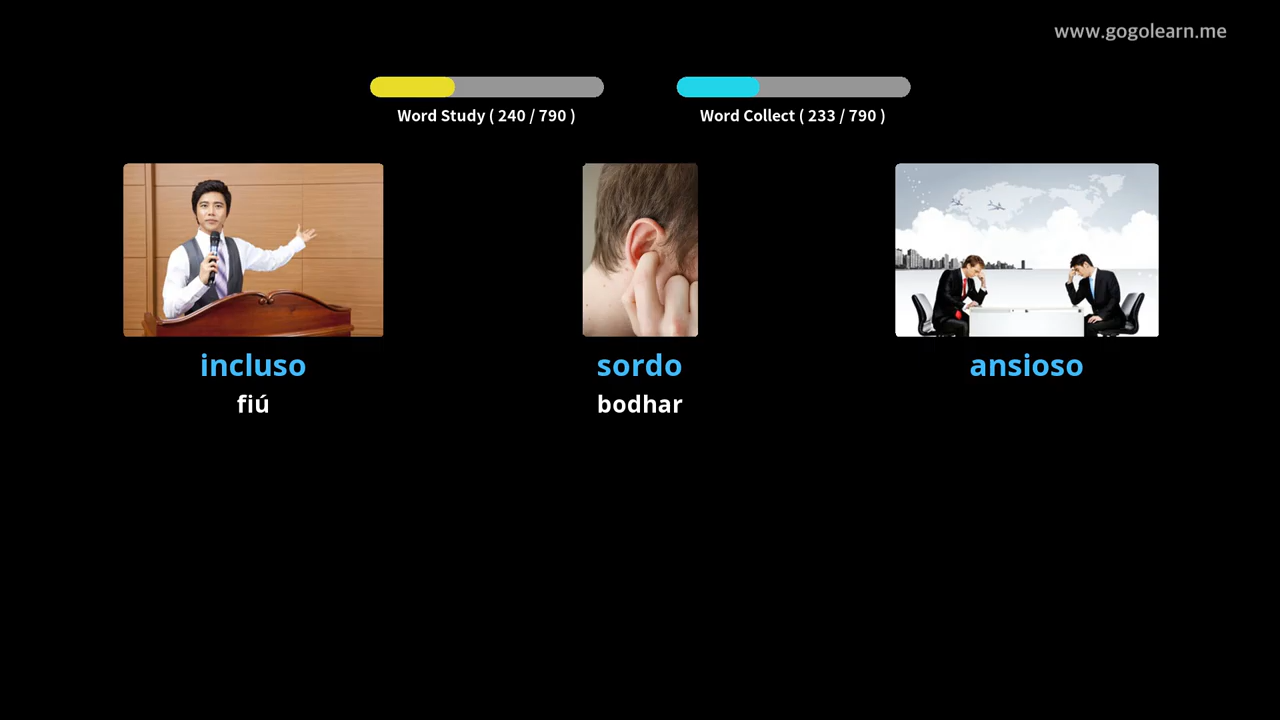 www.gogolearn.me
Word Study ( 240 / 790 )
Word Collect ( 233 / 790 )
incluso
fiú
sordo
bodhar
ansioso